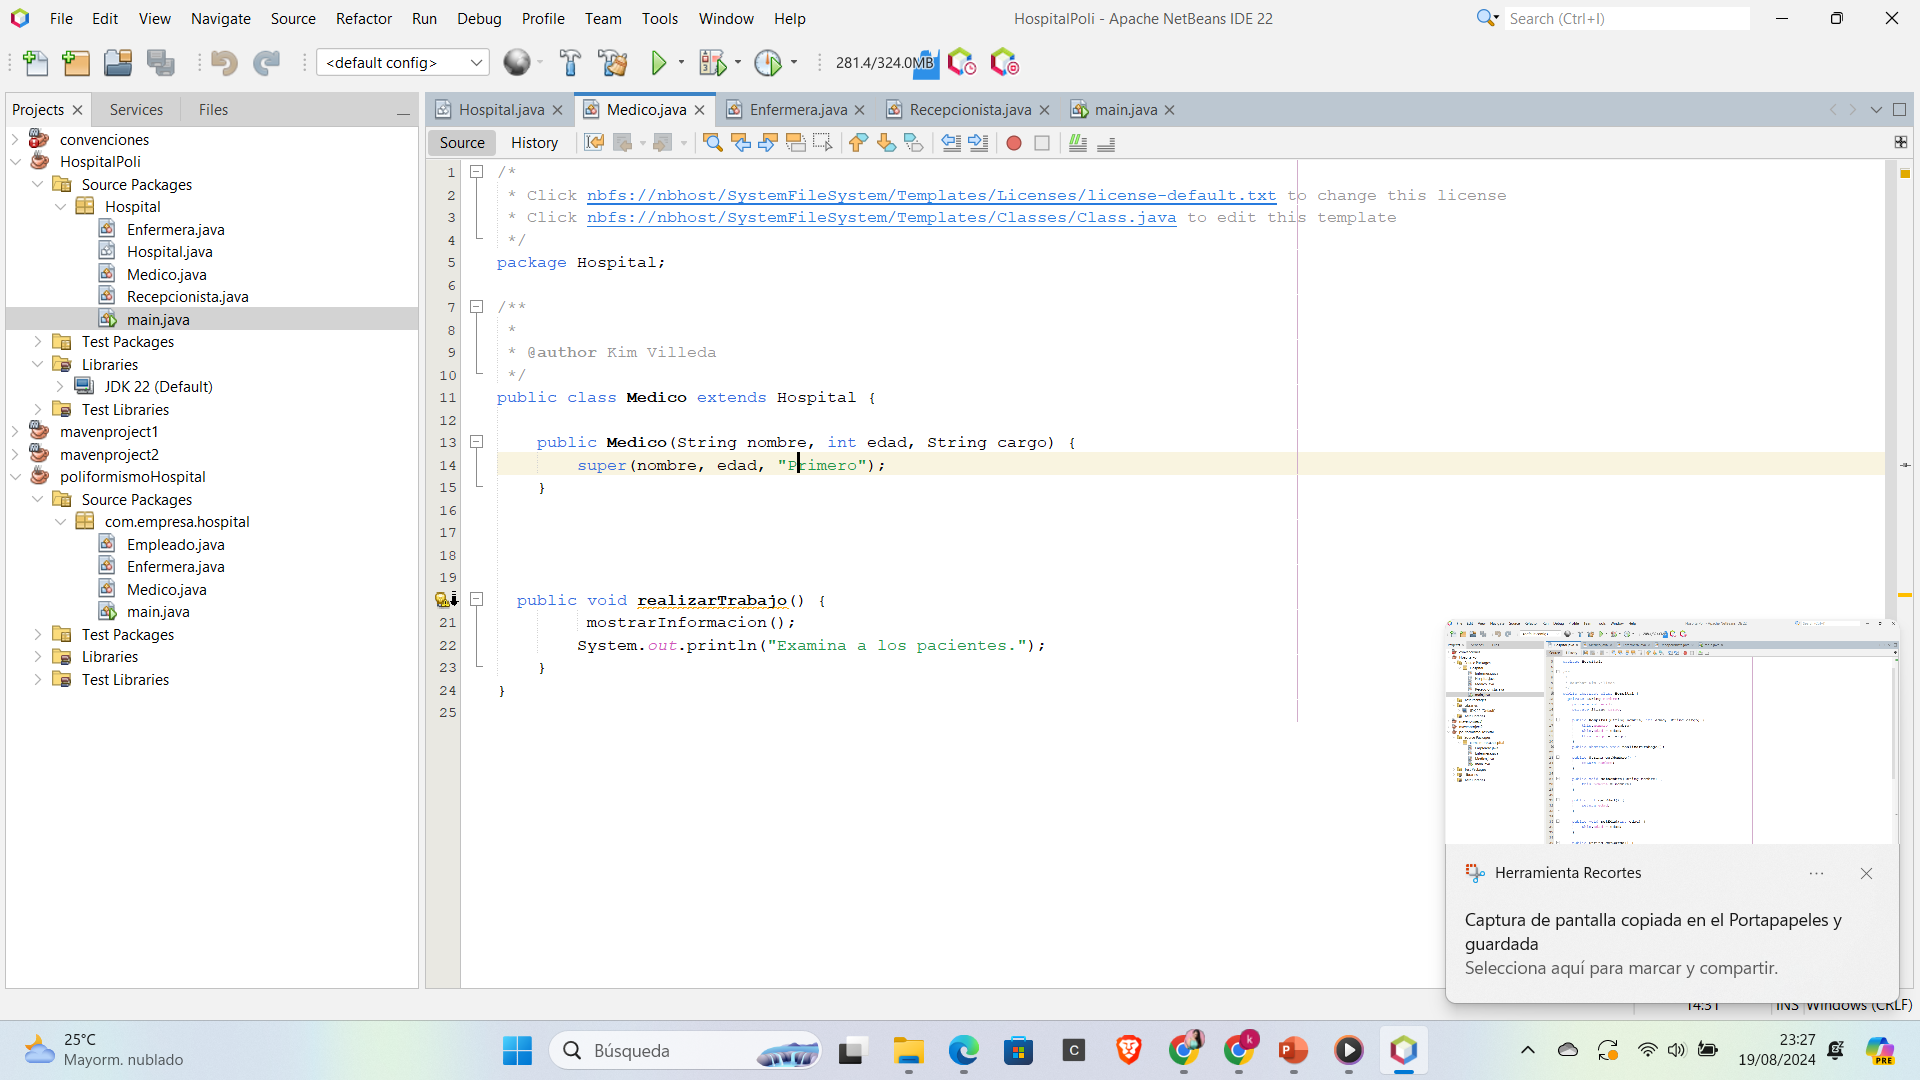 File Edit View Navigate Source Refactor Run Debug Profile Team Tools Window Help
HospitalPoli - Apache NetBeans IDE 22
Search (Ctrl+I)
<default config>
281.4/324.0MB
Projects Services Files
convenciones
HospitalPoli
Source Packages
Hospital
Enfermera.java
Hospital.java
Medico.java
Recepcionista.java
main.java
Test Packages
Libraries
JDK 22 (Default)
Test Libraries
mavenproject1
mavenproject2
poliformismoHospital
Source Packages
com.empresa.hospital
Empleado.java
Enfermera.java
Medico.java
main.java
Test Packages
Libraries
Test Libraries
Hospital.java Medico.java Enfermera.java Recepcionista.java main.java
Source History
1 /*
2 * Click nbfs://nbhost/SystemFileSystem/Templates/Licenses/license-default.txt to change this license
3 * Click nbfs://nbhost/SystemFileSystem/Templates/Classes/Class.java to edit this template
4 */
5 package Hospital;
6
7 /**
8 *
9 * @author Kim Villeda
10 */
11 public class Medico extends Hospital {
12
13 public Medico(String nombre, int edad, String cargo) {
14 super(nombre, edad, "Primero");
15 }
16
17
18
19
public void realizarTrabajo() {
21 mostrarInformacion();
22 System.out.println("Examina a los pacientes.");
23 }
24 }
25
Herramienta Recortes
Captura de pantalla copiada en el Portapapeles y
guardada
Selecciona aquí para marcar y compartir.
14:31 INS Windows (CRLF)
25°C
Mayorm. nublado
Búsqueda
23:27
19/08/2024